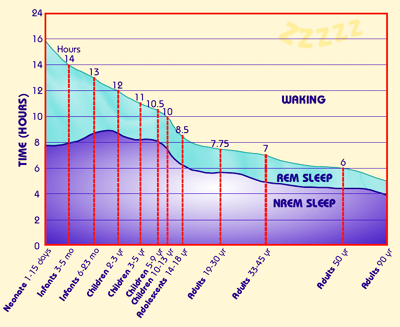 24
ZZZZZ
22
20
18
16
14
12
10
8
6
4
2
0
TIME (HOURS)
Hours
14
13
12
11
10.5
10
8.5
7.75
7
6
WAKING
REM SLEEP
NREM SLEEP
Neonate 1-15 days
Infants 3-5 mo
Infants 6-23 mo
Children 2-3 yr
Children 3-5 yr
Children 5-9 yr
Children 10-13 yr
Adolescents 14-18 yr
Adults 19-30 yr
Adults 33-45 yr
Adults 50 yr
Adults 90 yr